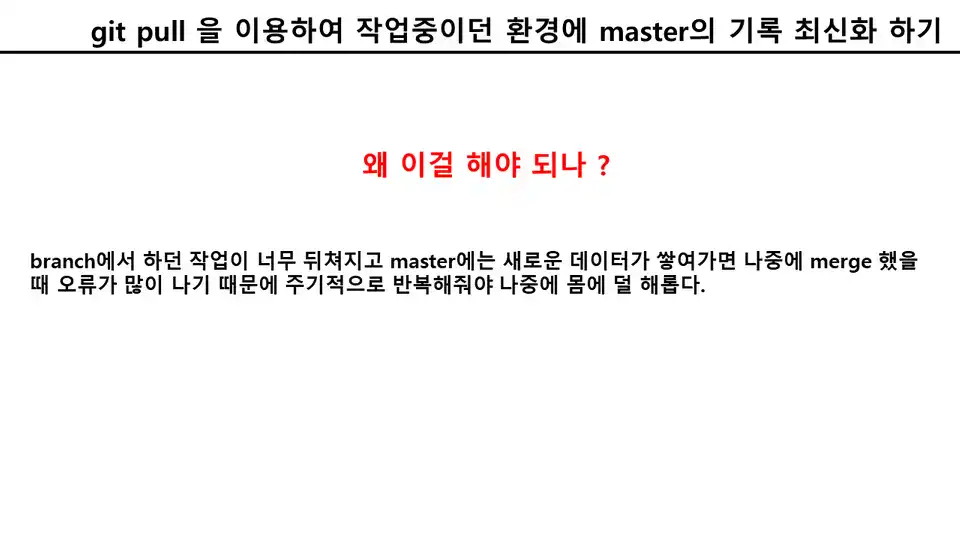 git pull 을 이용하여 작업중이던 환경에 master의 기록 최신화 하기
왜 이걸 해야 되나 ?
branch에서 하던 작업이 너무 뒤쳐지고 master에는 새로운 데이터가 쌓여가면 나중에 merge 했을
때 오류가 많이 나기 때문에 주기적으로 반복해줘야 나중에 몸에 덜 해롭다.